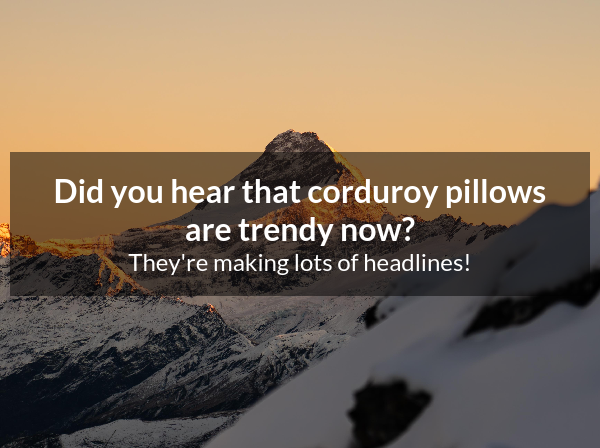 Did you hear that corduroy pillows
are trendy now?
They're making lots of headlines!